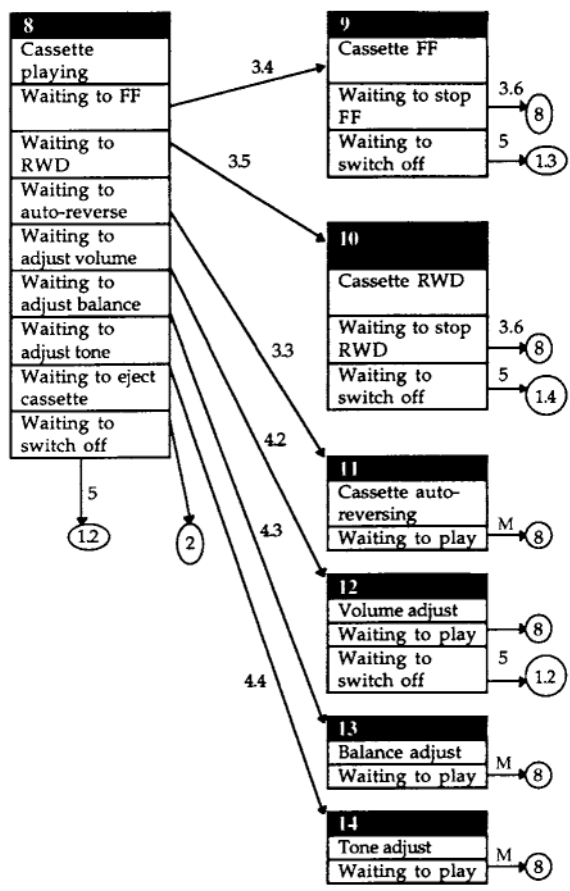 8
Cassette
playing
Waiting to FF
Waiting to
RWD
Waiting to
auto-reverse
Waiting to
adjust volume
Waiting to
adjust balance
Waiting to
adjust tone
Waiting to eject
cassette
Waiting to
switch off
5
1.2
2
3.4
3.5
3.3
4.2
4.3
4.4
9
Cassette FF
Waiting to stop
FF
3.6
8
Waiting to
switch off
5
1.3
10
Cassette RWD
Waiting to stop
RWD
3.6
8
Waiting to
switch off
5
1.4
11
Cassette auto-
reversing
Waiting to play
M
8
12
Volume adjust
Waiting to play
8
Waiting to
switch off
5
1.2
13
Balance adjust
Waiting to play
M
8
14
Tone adjust
Waiting to play
M
8